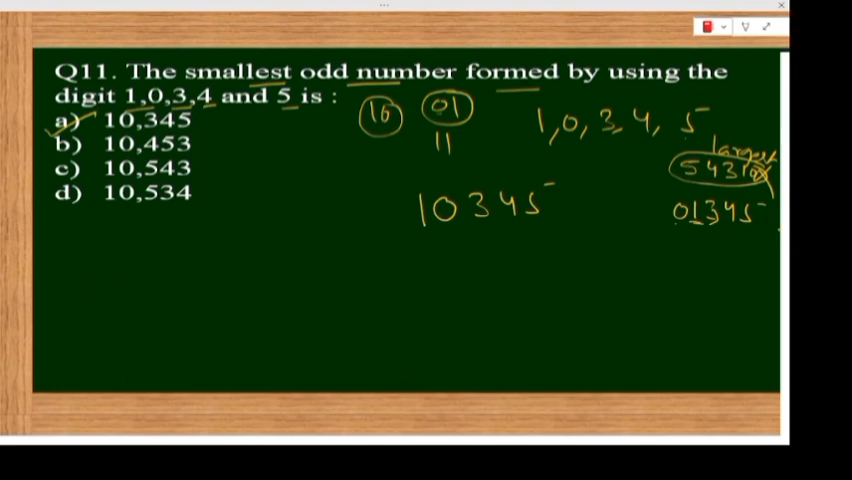 Q11. The smallest odd number formed by using the
digit 1,0,3,4 and 5 is :
a) 10,345
b) 10,453
c) 10,543
d) 10,534
10
01
11
1,0, 3, 4, 5
largest
01345
10345